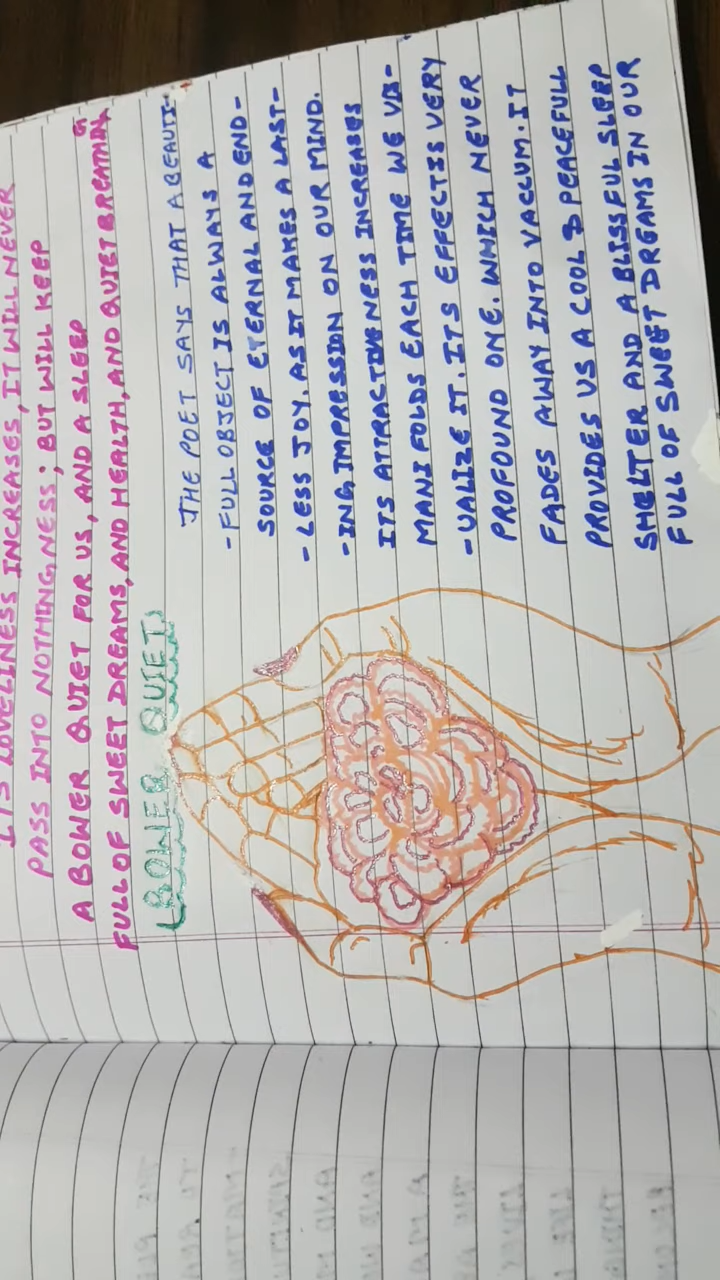 ITS LOVELINESS INCREASES, IT WILL NEVER
PASS INTO NOTHINGNESS; BUT WILL KEEP
A BOWER QUIET FOR US, AND A SLEEP
FULL OF SWEET DREAMS, AND HEALTH, AND QUIET BREATHING
BOWER QUIET
THE POET SAYS THAT A BEAUTI-
-FULL OBJECT IS ALWAYS A
SOURCE OF ETERNAL AND END-
-LESS JOY. AS IT MAKES A LAST-
-ING IMPRESSION ON OUR MIND.
ITS ATTRACTIVENESS INCREASES
MANIFOLDS EACH TIME WE VIS-
-UALIZE IT. ITS EFFECT IS VERY
PROFOUND ONE. WHICH NEVER
FADES AWAY INTO VACCUM. IT
PROVIDES US A COOL & PEACEFULL
SHELTER AND A BLISSFUL SLEEP
FULL OF SWEET DREAMS IN OUR